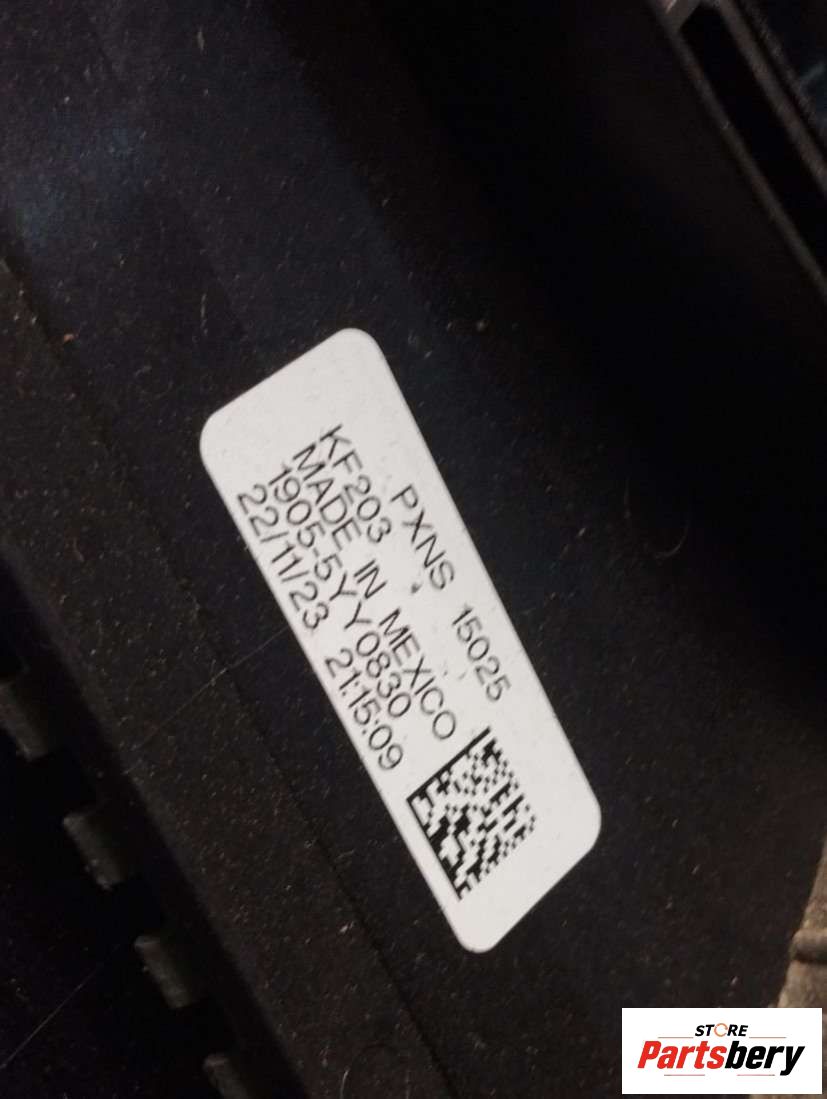 PXNS 15025
KF203
MADE IN MEXICO
1905-5YY0830
22/11/23 21:15:09
STORE
Partsbery